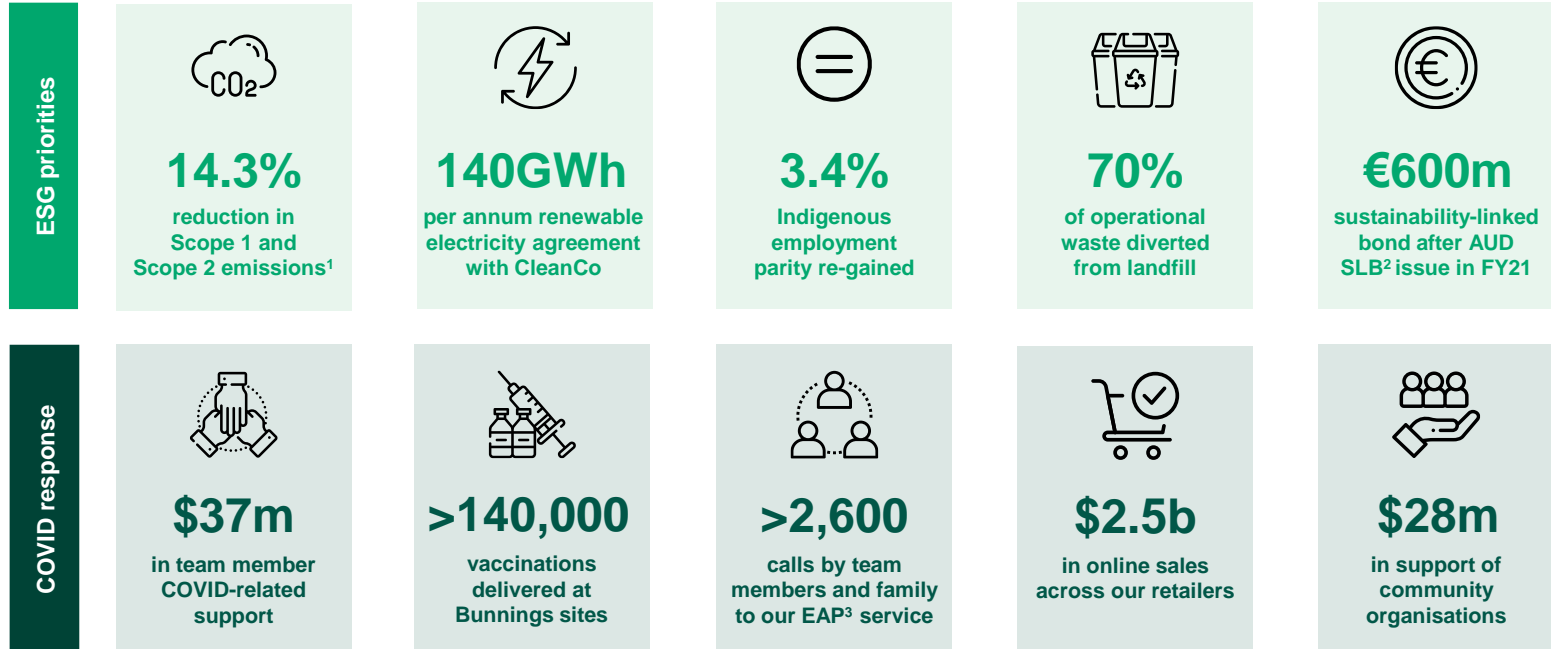 ESG priorities
CO2
14.3%
reduction in
Scope 1 and
Scope 2 emissions¹
140GWh
per annum renewable
electricity agreement
with CleanCo
3.4%
Indigenous
employment
parity re-gained
70%
of operational
waste diverted
from landfill
€
€600m
sustainability-linked
bond after AUD
SLB² issue in FY21
COVID response
$37m
in team member
COVID-related
support
>140,000
vaccinations
delivered at
Bunnings sites
>2,600
calls by team
members and family
to our EAP³ service
$2.5b
in online sales
across our retailers
$28m
in support of
community
organisations